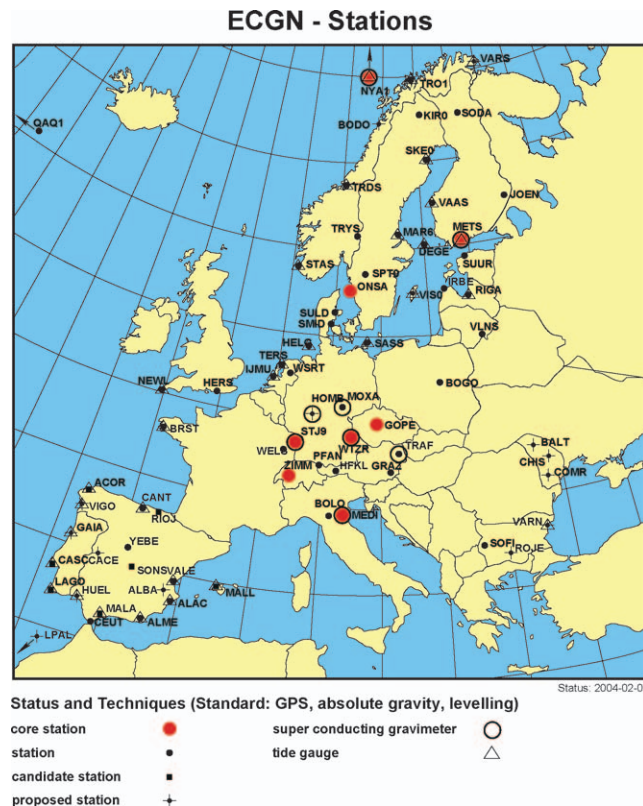 ECGN - Stations
VARS
NYA1
TRO1
QAQ1
BODO
KIR0
SODA
SKE0
TRDS
VAAS
JOEN
TRYS
MAR6
METS
DEGE
SUUR
STAS
SPT0
ONSA
IRBE
VIS0
RIGA
SULD
SMID
VLNS
HELG
SASS
TERS
IJMU
WSRT
NEWL
HERS
BOGO
HOMB
MOXA
BRST
STJ9
GOPE
WEL
WTZR
TRAF
BALT
PFAN
ZIMM
HFKL
GRAZ
CHIS
COMR
ACOR
CANT
BOLO
MEDI
VIGO
RIOJ
VARN
GAIA
YEBE
SOFI
ROJE
CASC
CACE
SONS
VALE
LAGO
HUEL
ALBA
MALL
MALA
ALAC
LPAL
CEUT
ALME
Status: 2004-02-0
Status and Techniques (Standard: GPS, absolute gravity, levelling)
core station
super conducting gravimeter
station
tide gauge
candidate station
proposed station